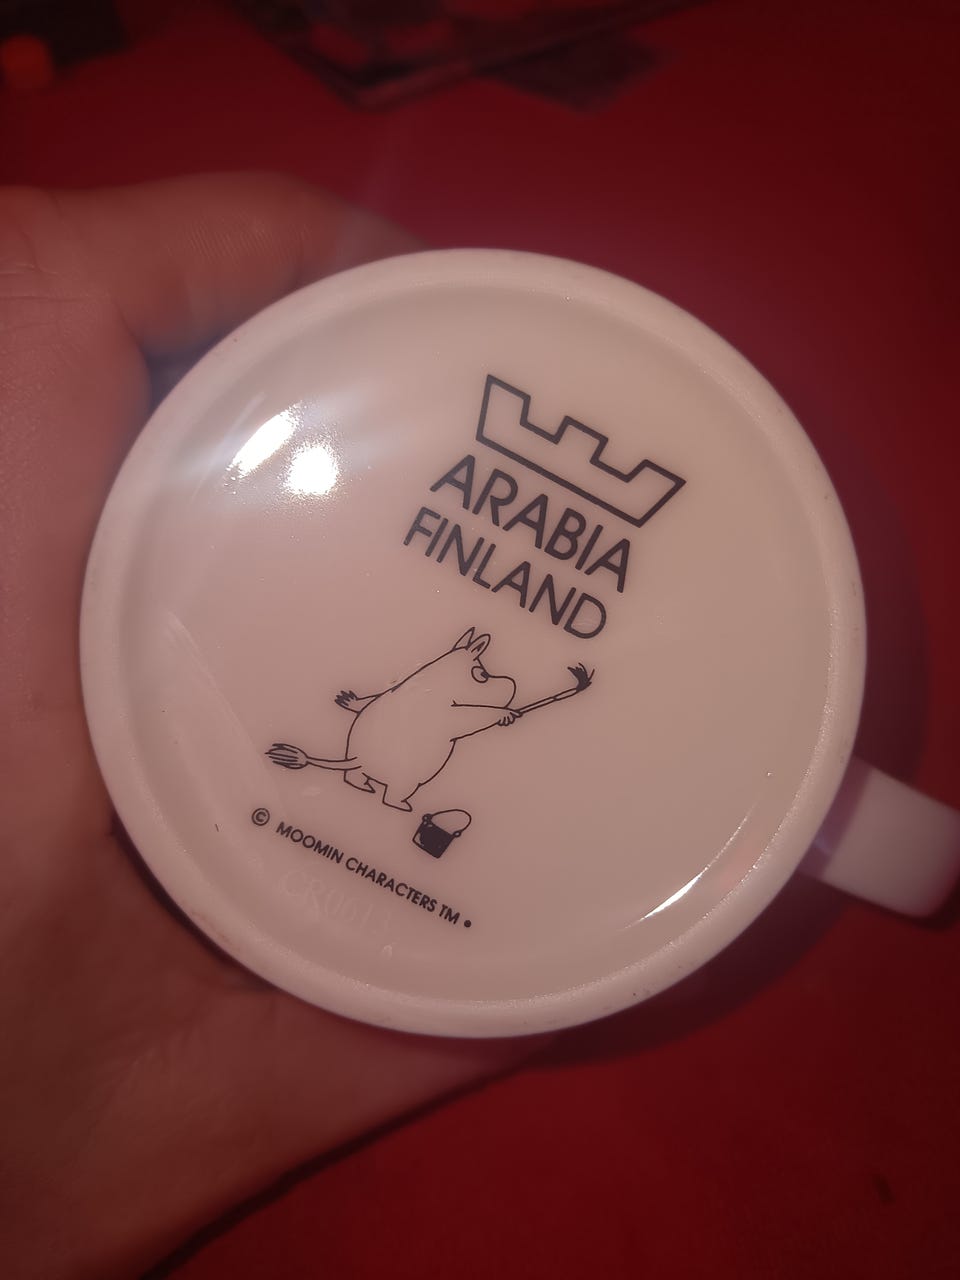 ARABIA
FINLAND
© MOOMIN CHARACTERS TM •